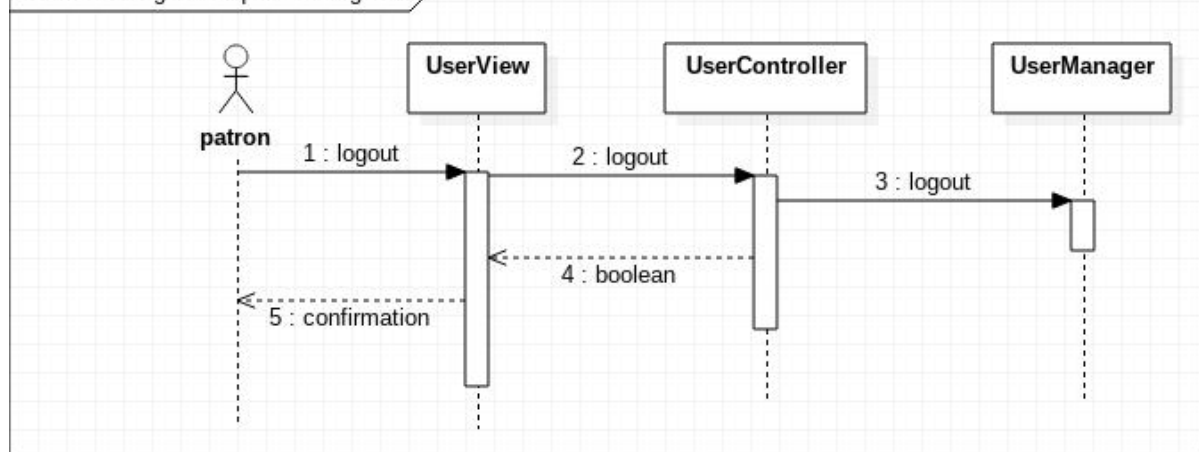 UserView
UserController
UserManager
patron
1 : logout
2 : logout
3 : logout
4 : boolean
5 : confirmation